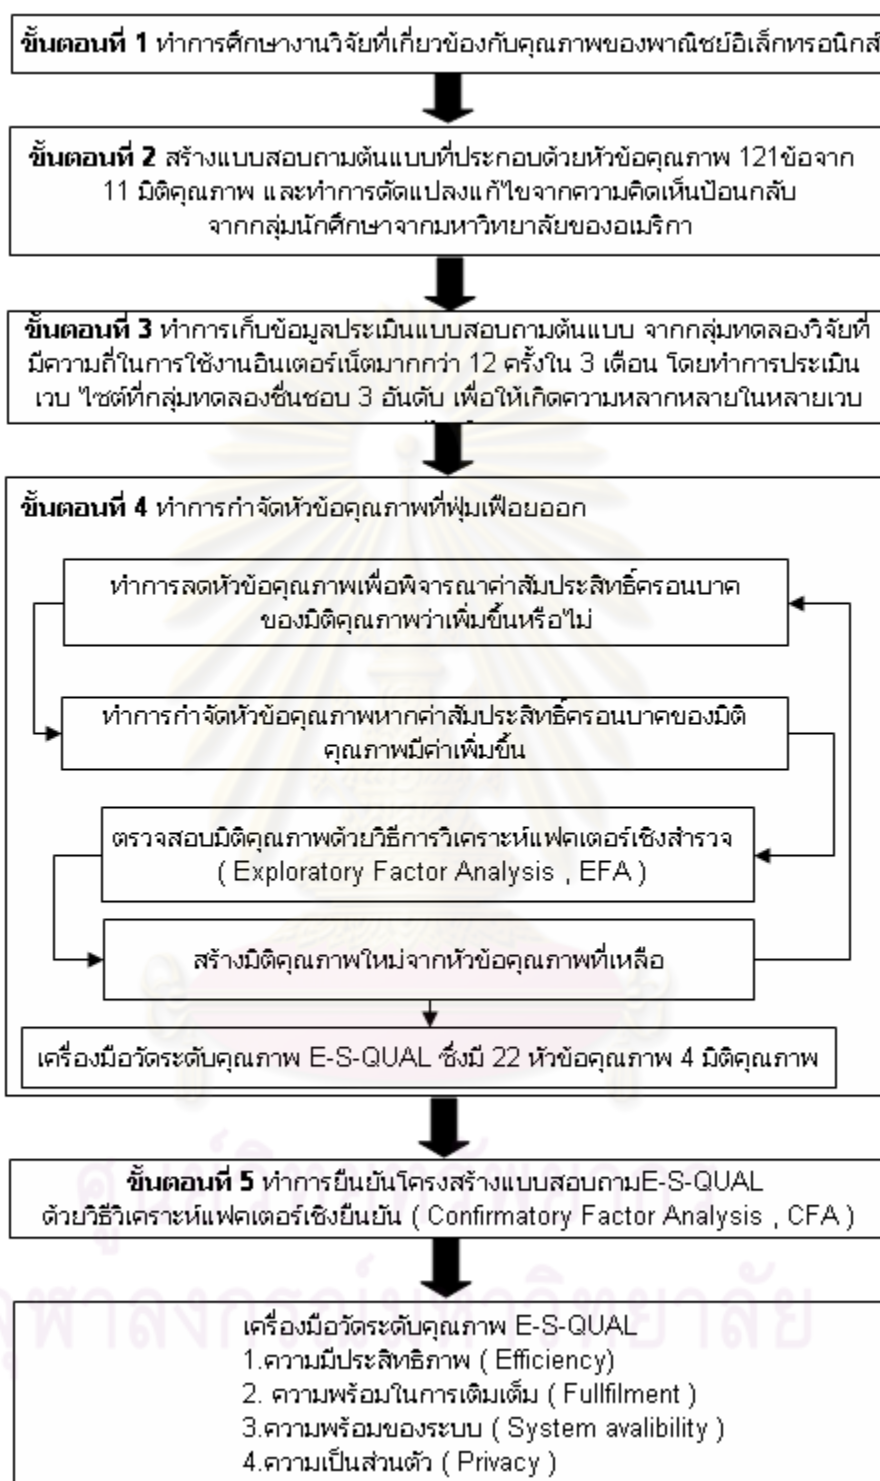 ขั้นตอนที่ 1 ทำการศึกษางานวิจัยที่เกี่ยวข้องกับคุณภาพของพาณิชย์อิเล็กทรอนิกส์
ขั้นตอนที่ 2 สร้างแบบสอบถามต้นแบบที่ประกอบด้วยหัวข้อคุณภาพ 121ข้อจาก
11 มิติคุณภาพ และทำการดัดแปลงแก้ไขจากความคิดเห็นป้อนกลับ
จากกลุ่มนักศึกษาจากมหาวิทยาลัยของอเมริกา
ขั้นตอนที่ 3 ทำการเก็บข้อมูลประเมินแบบสอบถามต้นแบบ จากกลุ่มทดลองวิจัยที่
มีความถี่ในการใช้งานอินเตอร์เน็ตมากกว่า 12 ครั้งใน 3 เดือน โดยทำการประเมิน
เวบ ไซต์ที่กลุ่มทดลองชื่นชอบ 3 อันดับ เพื่อให้เกิดความหลากหลายในหลายเวบ
ขั้นตอนที่ 4 ทำการกำจัดหัวข้อคุณภาพที่ฟุ่มเฟือยออก
ทำการลดหัวข้อคุณภาพเพื่อพิจารณาค่าสัมประสิทธิ์ครอนบาค
ของมิติคุณภาพว่าเพิ่มขึ้นหรือไม่
ทำการกำจัดหัวข้อคุณภาพหากค่าสัมประสิทธิ์ครอนบาคของมิติ
คุณภาพมีค่าเพิ่มขึ้น
ตรวจสอบมิติคุณภาพด้วยวิธีการวิเคราะห์แฟคเตอร์เชิงสำรวจ
( Exploratory Factor Analysis , EFA )
สร้างมิติคุณภาพใหม่จากหัวข้อคุณภาพที่เหลือ
เครื่องมือวัดระดับคุณภาพ E-S-QUAL ซึ่งมี 22 หัวข้อคุณภาพ 4 มิติคุณภาพ
ขั้นตอนที่ 5 ทำการยืนยันโครงสร้างแบบสอบถามE-S-QUAL
ด้วยวิธีวิเคราะห์แฟคเตอร์เชิงยืนยัน ( Confirmatory Factor Analysis , CFA )
ศูนย์วิทยทรัพยากร
จุฬาลงกรณ์มหาวิทยาลัย
เครื่องมือวัดระดับคุณภาพ E-S-QUAL
1.ความมีประสิทธิภาพ ( Efficiency)
2. ความพร้อมในการเติมเต็ม ( Fullfilment )
3.ความพร้อมของระบบ ( System avalibility )
4.ความเป็นส่วนตัว ( Privacy )